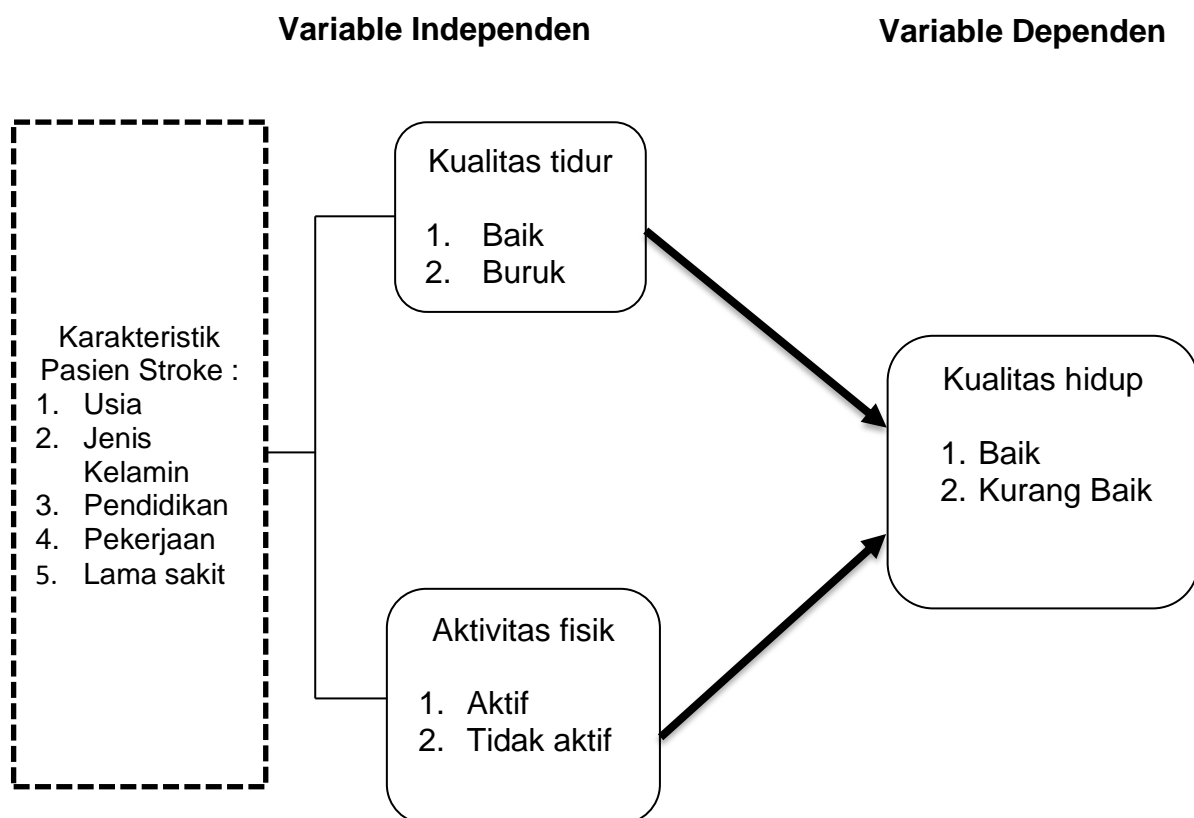 Variable Independen
Variable Dependen
Karakteristik
Pasien Stroke :
1. Usia
2. Jenis
Kelamin
3. Pendidikan
4. Pekerjaan
5. Lama sakit
Kualitas tidur
1. Baik
2. Buruk
Aktivitas fisik
1. Aktif
2. Tidak aktif
Kualitas hidup
1. Baik
2. Kurang Baik